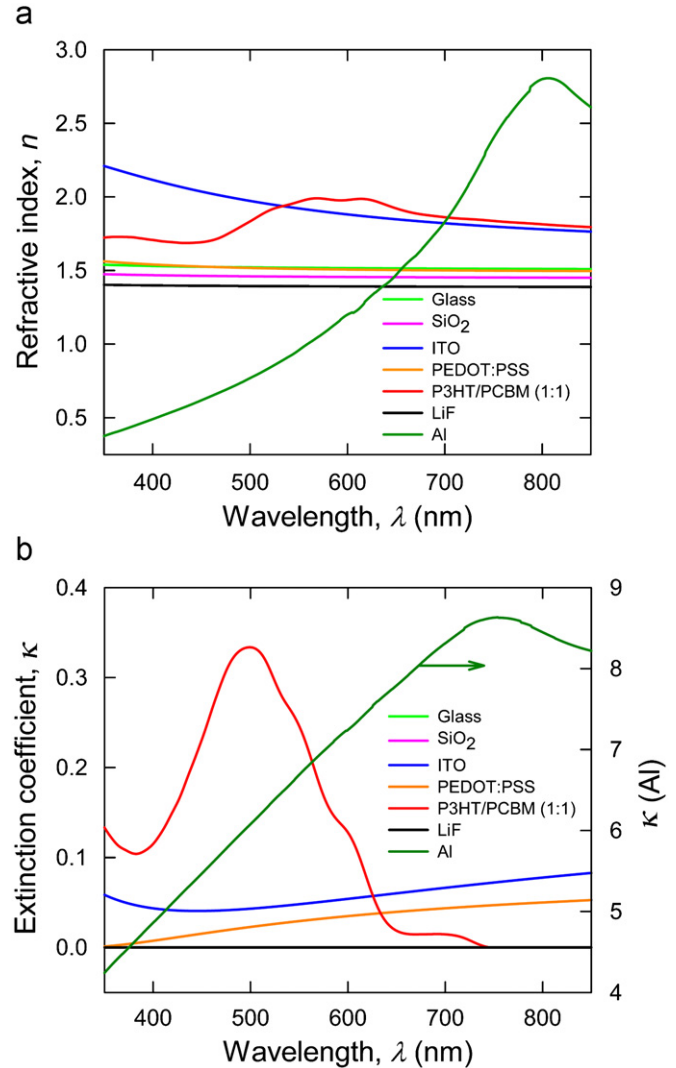 a
3.0
2.5
2.0
1.5
1.0
0.5
Refractive index, n
Glass
SiO2
ITO
PEDOT:PSS
P3HT/PCBM (1:1)
LiF
Al
400 500 600 700 800
Wavelength, λ (nm)
b
0.4
0.3
0.2
0.1
0.0
Extinction coefficient, κ
Glass
SiO2
ITO
PEDOT:PSS
P3HT/PCBM (1:1)
LiF
Al
9
8
7
6
5
4
κ (Al)
400 500 600 700 800
Wavelength, λ (nm)